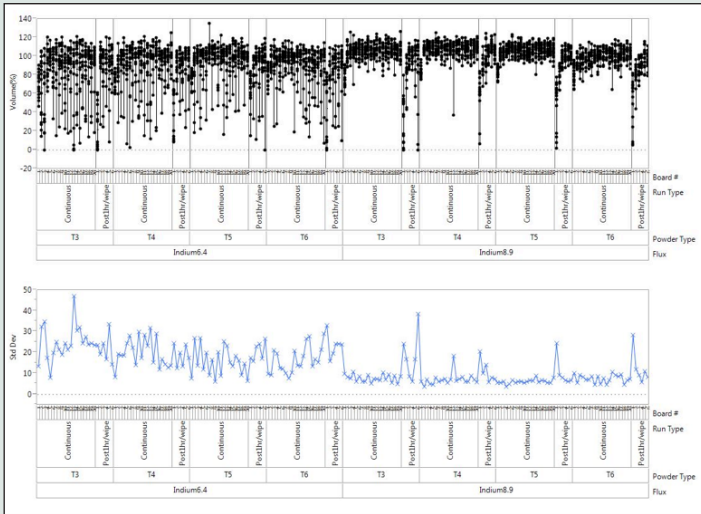 140
120
100
80
60
40
20
0
-20
Volume(%)
Board #
Continuous Post1hr/wipe Continuous Post1hr/wipe Continuous Post1hr/wipe Continuous Post1hr/wipe Continuous Post1hr/wipe Continuous Post1hr/wipe Continuous Post1hr/wipe Continuous Post1hr/wipe Run Type
T3 T4 T5 T6 T3 T4 T5 T6 Powder Type
Indium6.4 Indium8.9 Flux
50
40
30
20
10
0
Std Dev
Board #
Continuous Post1hr/wipe Continuous Post1hr/wipe Continuous Post1hr/wipe Continuous Post1hr/wipe Continuous Post1hr/wipe Continuous Post1hr/wipe Continuous Post1hr/wipe Continuous Post1hr/wipe Run Type
T3 T4 T5 T6 T3 T4 T5 T6 Powder Type
Indium6.4 Indium8.9 Flux